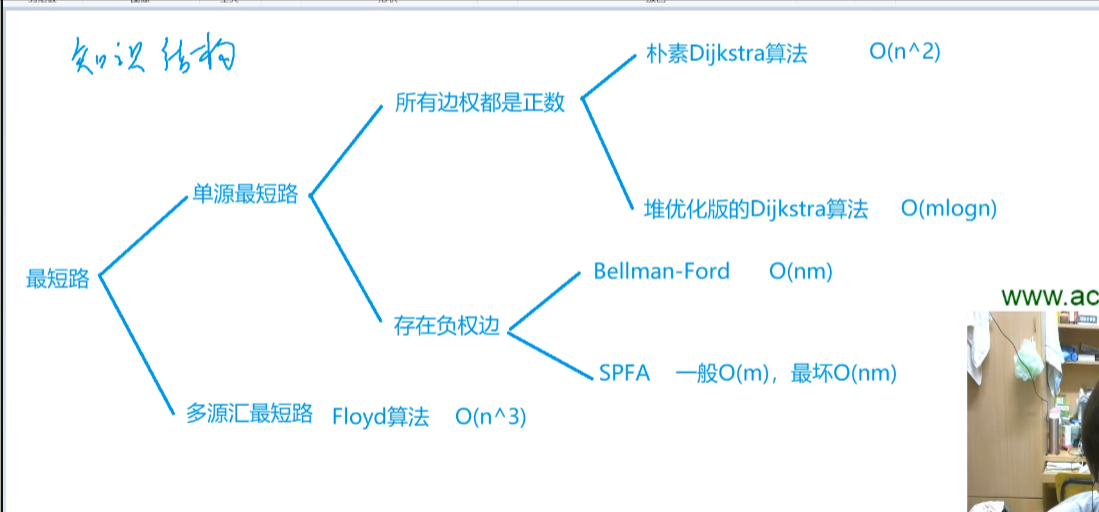 知识结构
朴素Dijkstra算法 O(n^2)
所有边权都是正数
单源最短路
堆优化版的Dijkstra算法 O(mlogn)
最短路
Bellman-Ford O(nm)
www.ac
存在负权边
SPFA 一般O(m)，最坏O(nm)
多源汇最短路 Floyd算法 O(n^3)